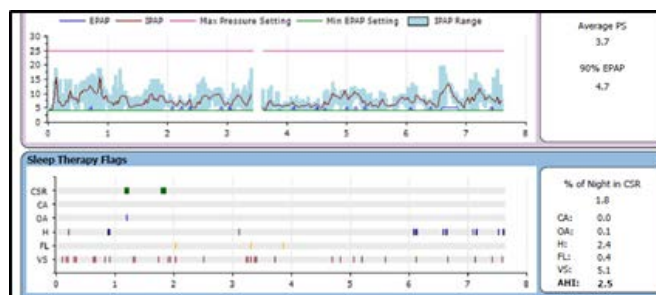 EPAP IPAP Max Pressure Setting Min EPAP Setting IPAP Range
30
25
20
15
10
5
0
0 1 2 3 4 5 6 7 8
Average PS
3.7
90% EPAP
4.7
Sleep Therapy Flags
CSR
CA
OA
H
FL
VS
0 1 2 3 4 5 6 7 8
% of Night in CSR
1.8
CA: 0.0
OA: 0.1
H: 2.4
FL: 0.4
VS: 5.1
AHI: 2.5